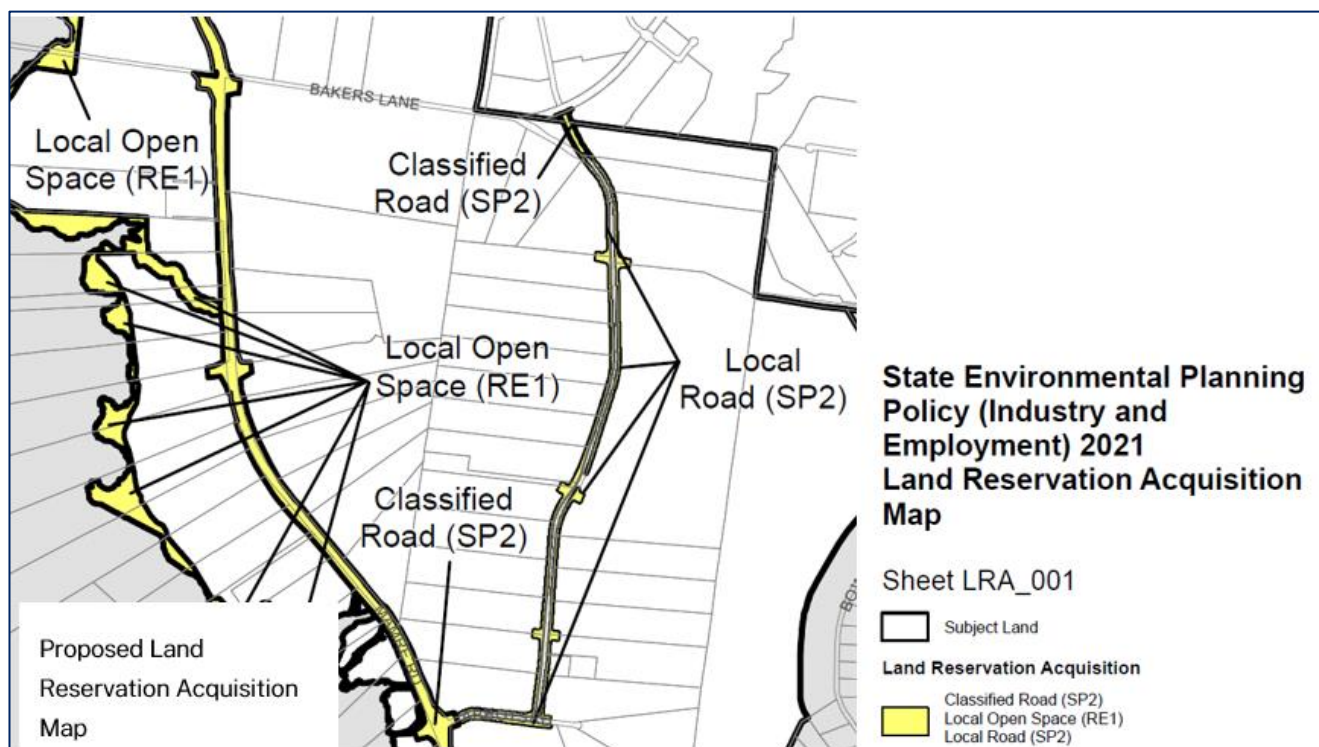 BAKERS LANE
Local Open
Space (RE1)
Classified
Road (SP2)
Local Open
Space (RE1)
Local
Road (SP2)
Classified
Road (SP2)
MAMRE RD
Proposed Land
Reservation Acquisition
Map
State Environmental Planning
Policy (Industry and
Employment) 2021
Land Reservation Acquisition
Map
Sheet LRA_001
Subject Land
Land Reservation Acquisition
Classified Road (SP2)
Local Open Space (RE1)
Local Road (SP2)